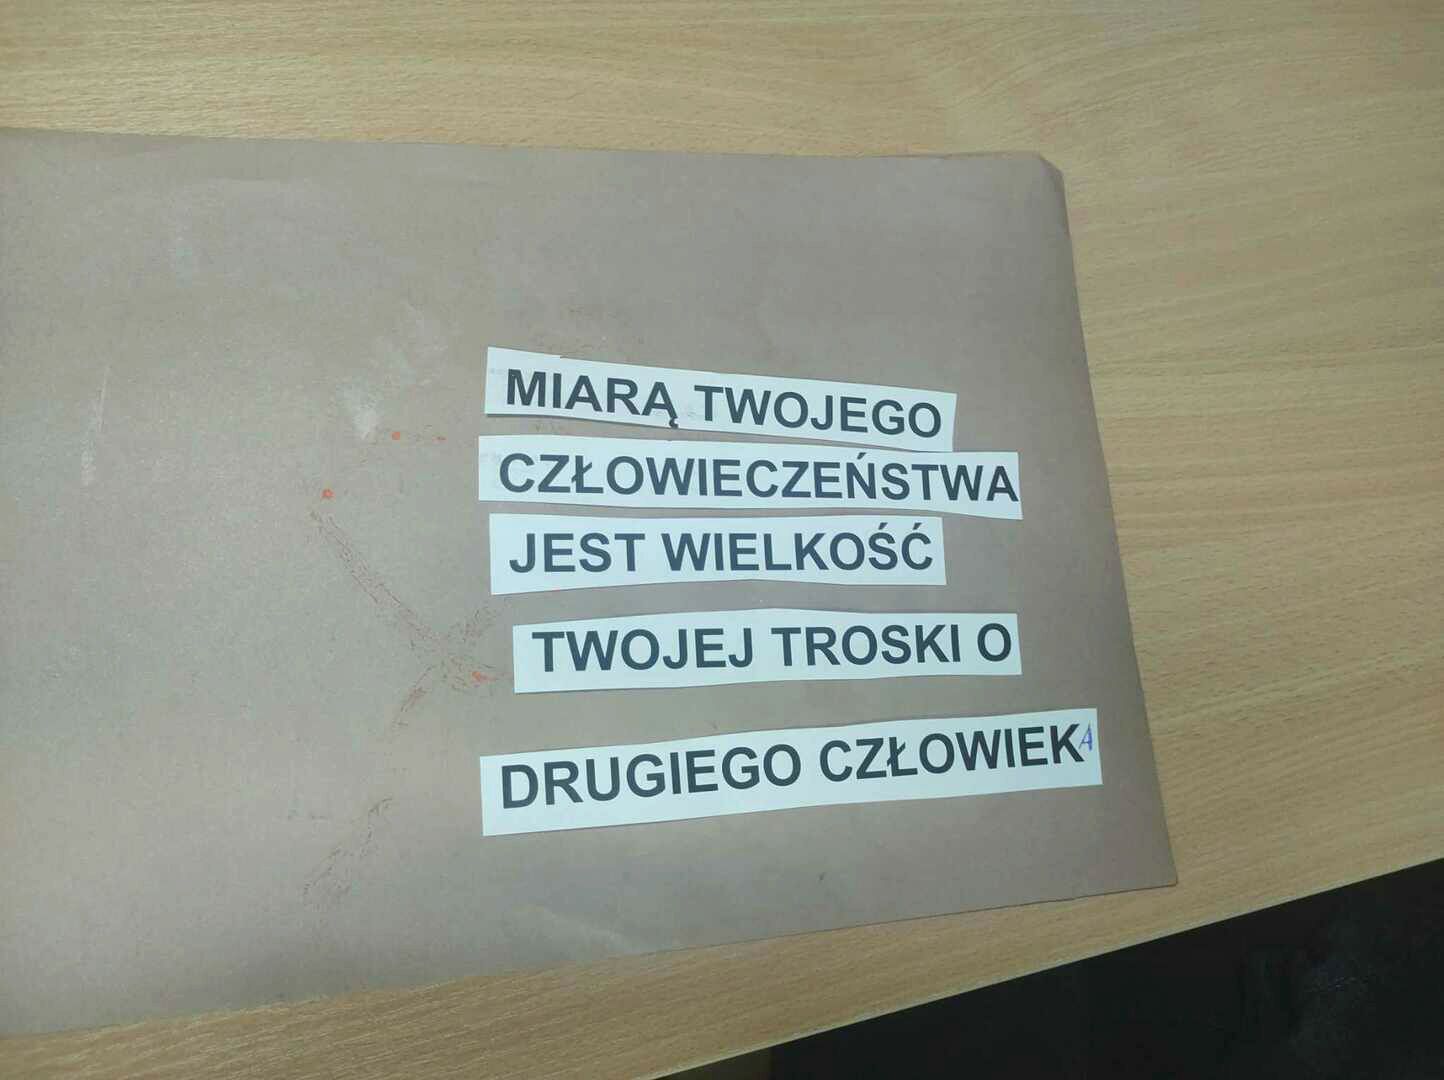 MIARĄ TWOJEGO
CZŁOWIECZEŃSTWA
JEST WIELKOŚĆ
TWOJEJ TROSKI O
DRUGIEGO CZŁOWIEKA